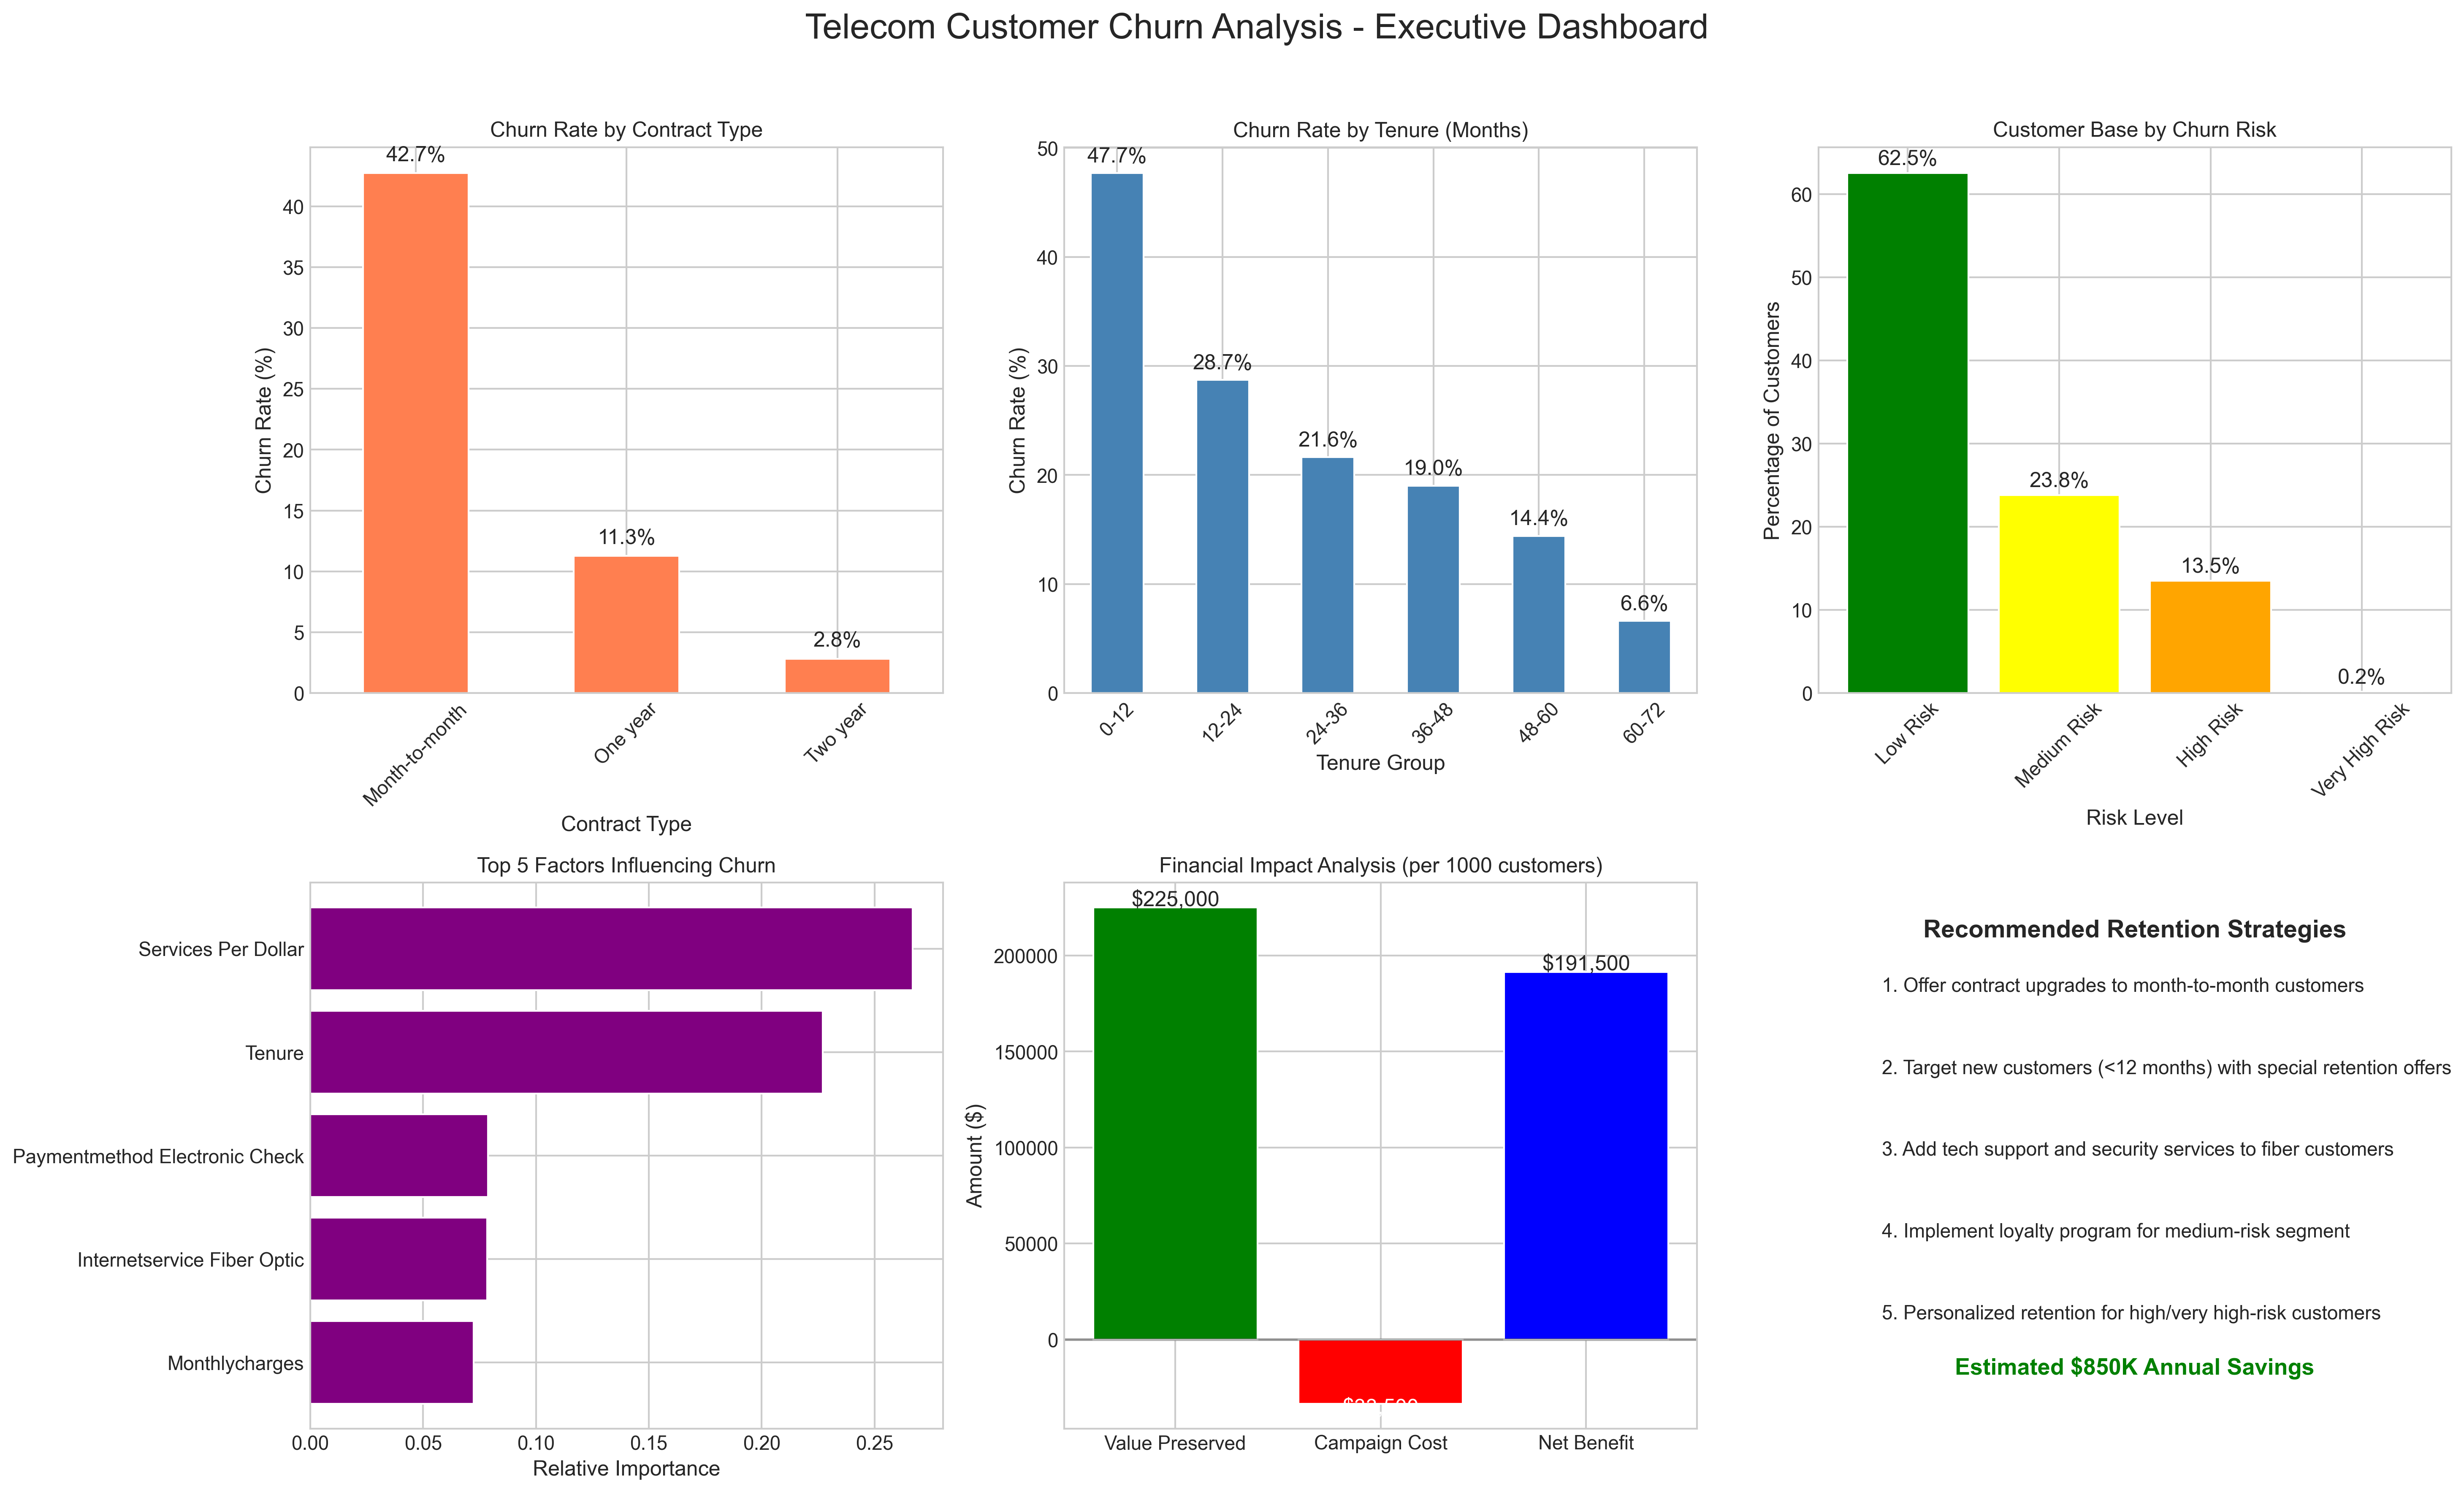 Telecom Customer Churn Analysis - Executive Dashboard
Churn Rate by Contract Type
Churn Rate (%)
40
35
30
25
20
15
10
5
0
42.7%
11.3%
2.8%
Month-to-month
One year
Two year
Contract Type
Churn Rate by Tenure (Months)
Churn Rate (%)
50
40
30
20
10
0
47.7%
28.7%
21.6%
19.0%
14.4%
6.6%
0-12
12-24
24-36
36-48
48-60
60-72
Tenure Group
Customer Base by Churn Risk
Percentage of Customers
60
50
40
30
20
10
0
62.5%
23.8%
13.5%
0.2%
Low Risk
Medium Risk
High Risk
Very High Risk
Risk Level
Top 5 Factors Influencing Churn
Services Per Dollar
Tenure
Paymentmethod Electronic Check
Internetservice Fiber Optic
Monthlycharges
0.00
0.05
0.10
0.15
0.20
0.25
Relative Importance
Financial Impact Analysis (per 1000 customers)
Amount ($)
200000
150000
100000
50000
0
$225,000
$191,500
Value Preserved
Campaign Cost
Net Benefit
Recommended Retention Strategies
1. Offer contract upgrades to month-to-month customers
2. Target new customers (<12 months) with special retention offers
3. Add tech support and security services to fiber customers
4. Implement loyalty program for medium-risk segment
5. Personalized retention for high/very high-risk customers
Estimated $850K Annual Savings